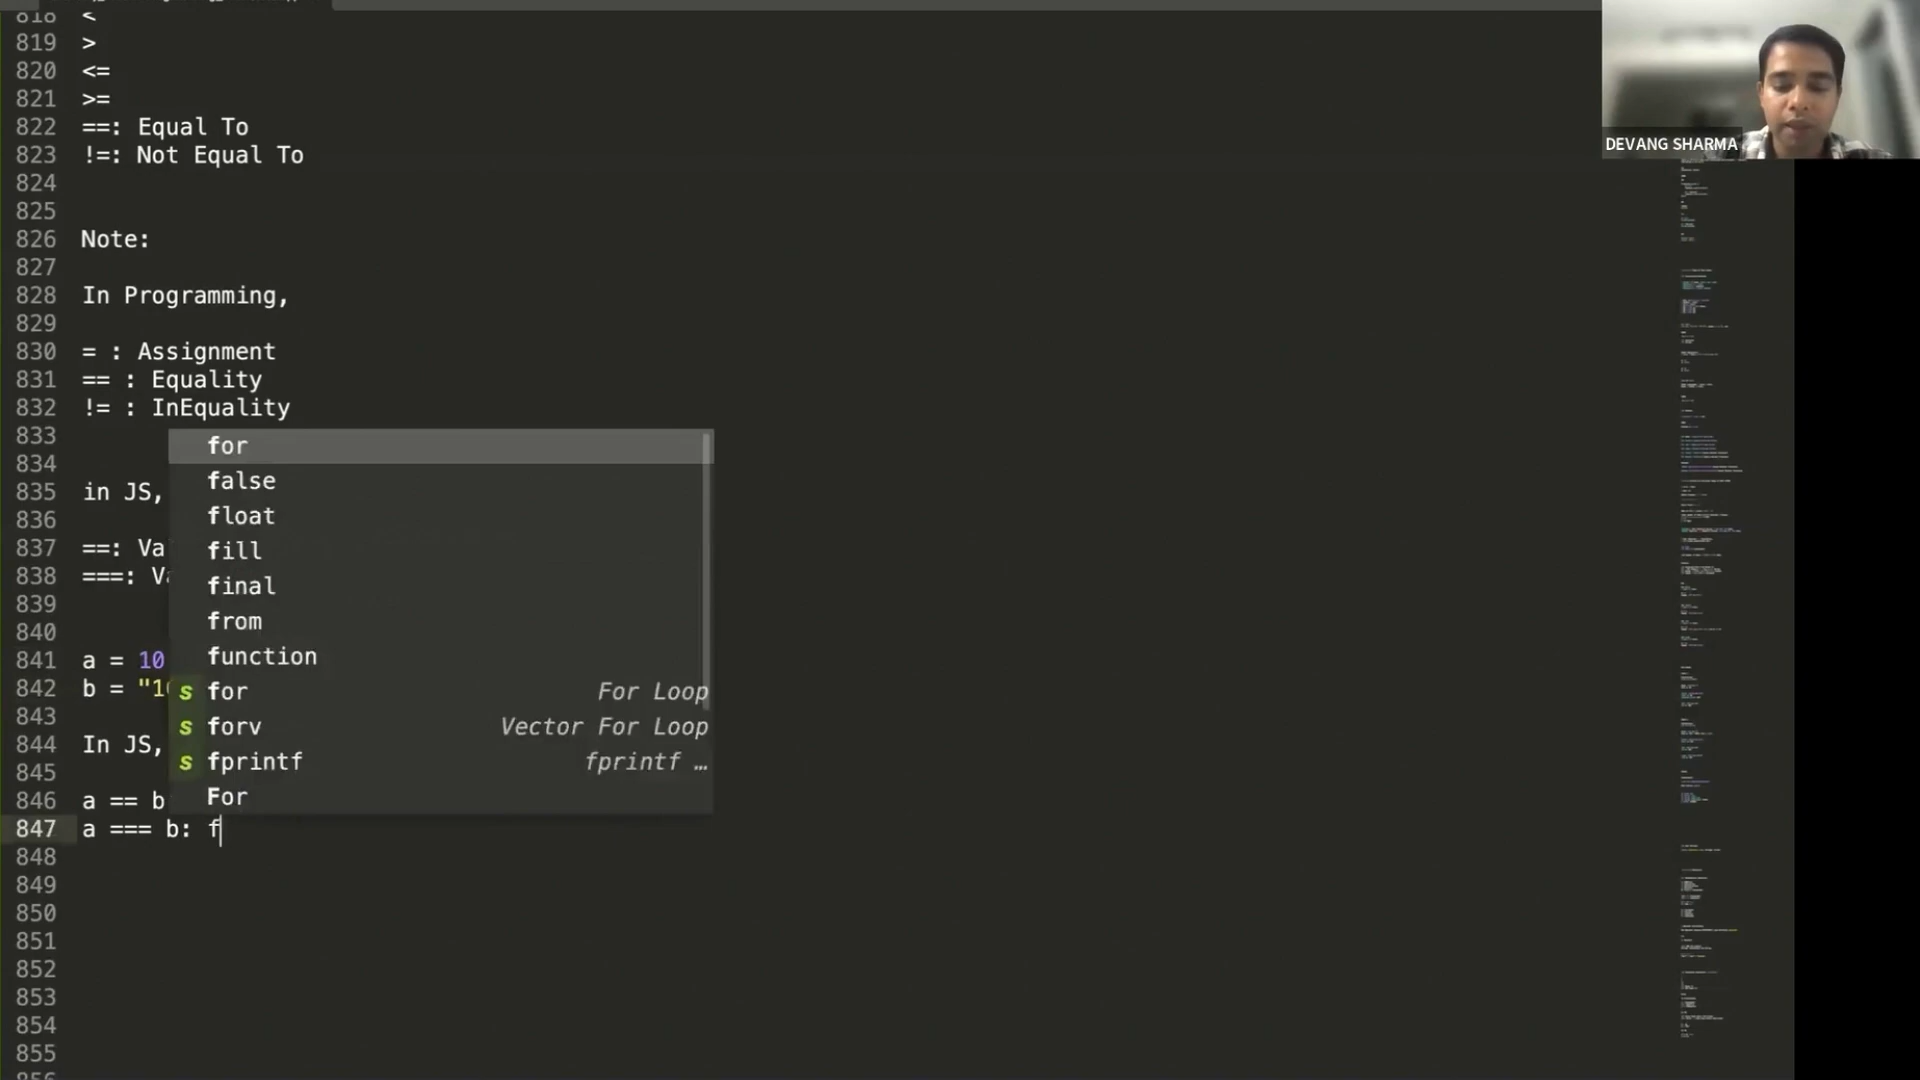 818 <
819 >
820 <=
821 >=
822 ==: Equal To
823 !=: Not Equal To
824
825
826 Note:
827
828 In Programming,
829
830 = : Assignment
831 == : Equality
832 != : InEquality
833
834
835 in JS,
836
837 ==: Va
838 ===: Va
839
840
841 a = 10
842 b = "10
843
844 In JS,
845
846 a == b
847 a === b: f
848
849
850
851
852
853
854
855
856
for
false
float
fill
final
from
function
s for For Loop
s forv Vector For Loop
s fprintf fprintf …
For
DEVANG SHARMA